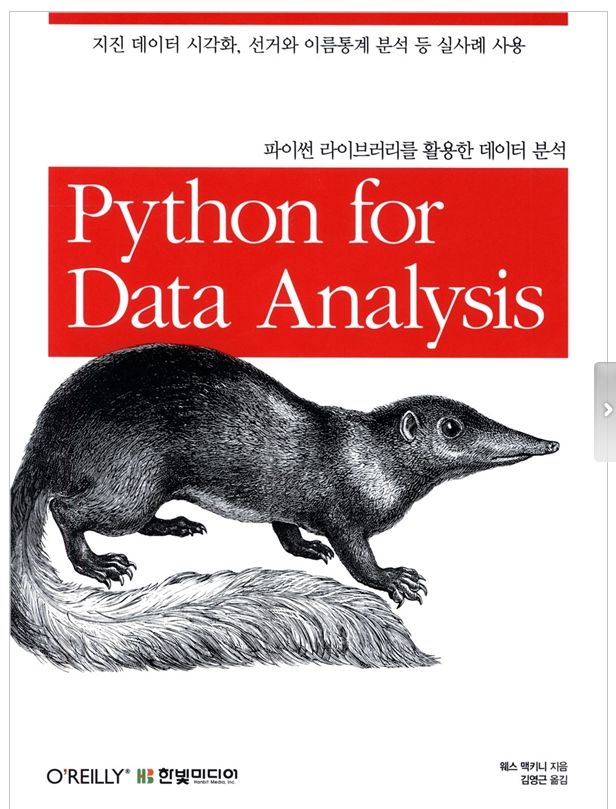 지진 데이터 시각화, 선거와 이름통계 분석 등 실사례 사용
파이썬 라이브러리를 활용한 데이터 분석
Python for
Data Analysis
O'REILLY® HB 한빛미디어
Hanbit Media, Inc.
웨스 맥키니 지음
김영근 옮김